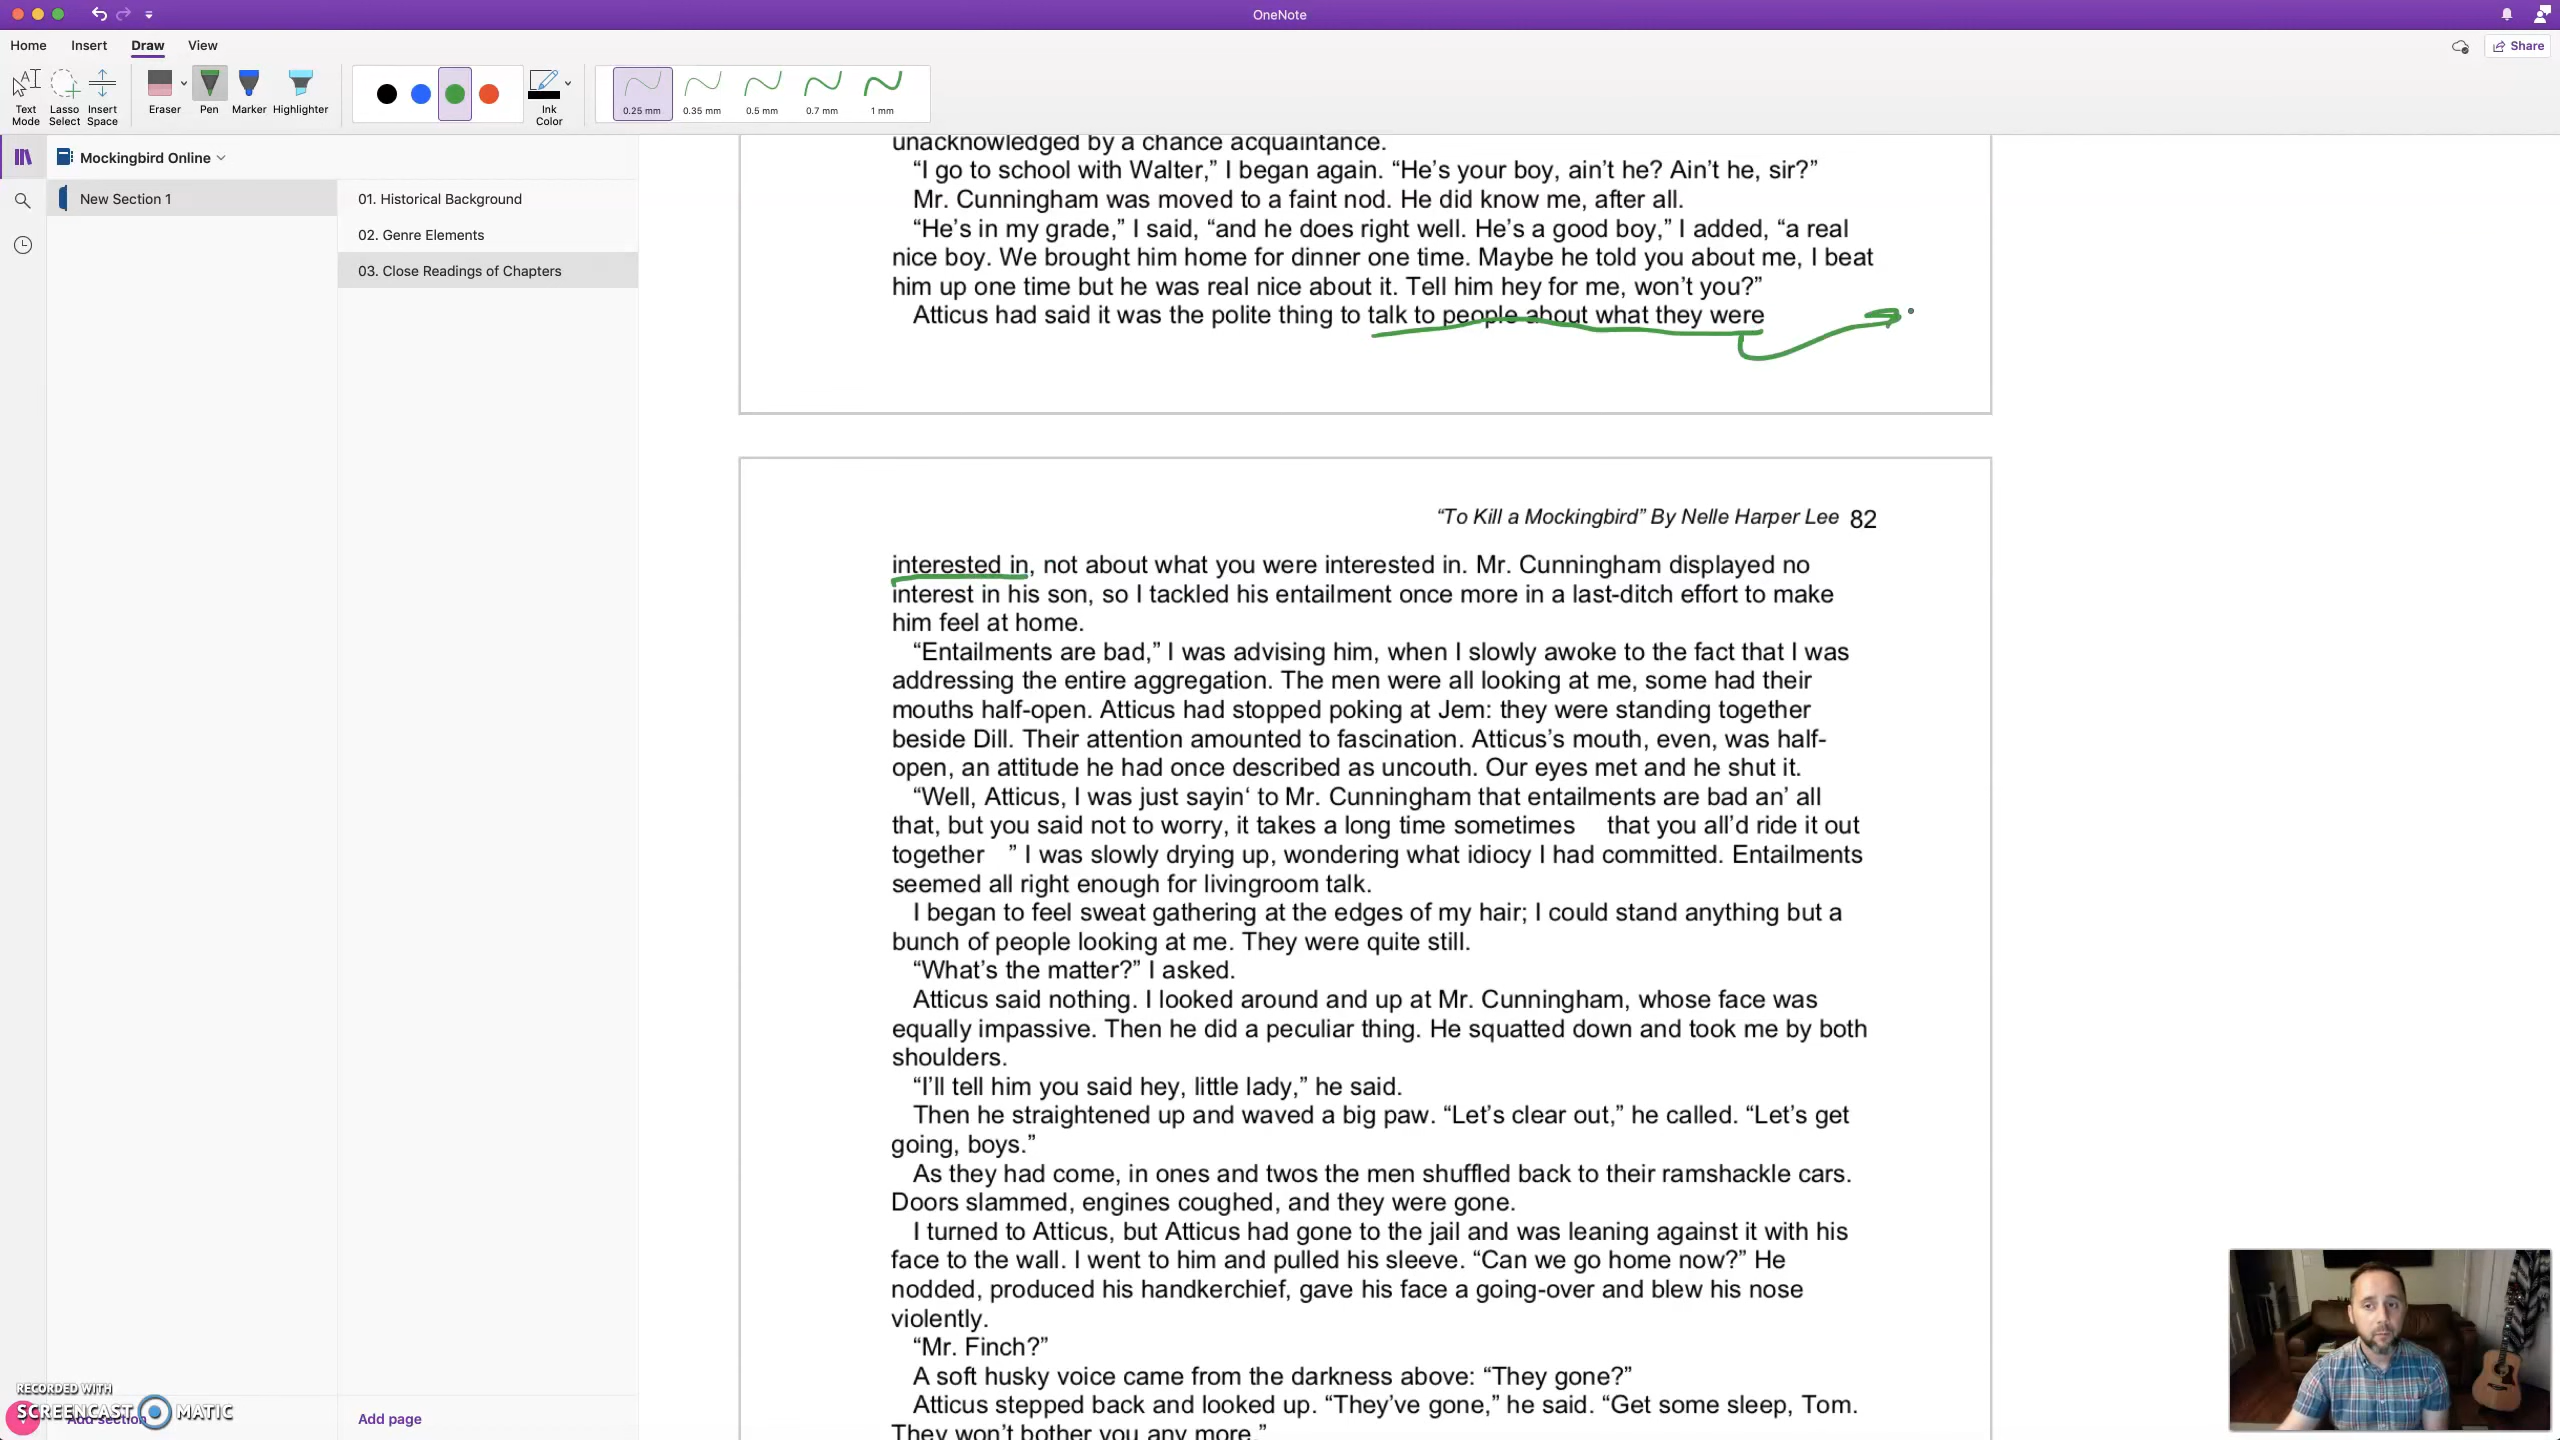 OneNote
Home Insert Draw View
Share
Text Mode
Lasso Select
Insert Space
Eraser
Pen
Marker
Highlighter
Ink Color
0.25 mm
0.35 mm
0.5 mm
0.7 mm
1 mm
Mockingbird Online
New Section 1
01. Historical Background
02. Genre Elements
03. Close Readings of Chapters
unacknowledged by a chance acquaintance.
“I go to school with Walter,” I began again. “He’s your boy, ain’t he? Ain’t he, sir?”
Mr. Cunningham was moved to a faint nod. He did know me, after all.
“He’s in my grade,” I said, “and he does right well. He’s a good boy,” I added, “a real
nice boy. We brought him home for dinner one time. Maybe he told you about me, I beat
him up one time but he was real nice about it. Tell him hey for me, won’t you?”
Atticus had said it was the polite thing to talk to people about what they were
“To Kill a Mockingbird” By Nelle Harper Lee 82
interested in, not about what you were interested in. Mr. Cunningham displayed no
interest in his son, so I tackled his entailment once more in a last-ditch effort to make
him feel at home.
“Entailments are bad,” I was advising him, when I slowly awoke to the fact that I was
addressing the entire aggregation. The men were all looking at me, some had their
mouths half-open. Atticus had stopped poking at Jem: they were standing together
beside Dill. Their attention amounted to fascination. Atticus’s mouth, even, was half-
open, an attitude he had once described as uncouth. Our eyes met and he shut it.
“Well, Atticus, I was just sayin‘ to Mr. Cunningham that entailments are bad an’ all
that, but you said not to worry, it takes a long time sometimes that you all’d ride it out
together ” I was slowly drying up, wondering what idiocy I had committed. Entailments
seemed all right enough for livingroom talk.
I began to feel sweat gathering at the edges of my hair; I could stand anything but a
bunch of people looking at me. They were quite still.
“What’s the matter?” I asked.
Atticus said nothing. I looked around and up at Mr. Cunningham, whose face was
equally impassive. Then he did a peculiar thing. He squatted down and took me by both
shoulders.
“I’ll tell him you said hey, little lady,” he said.
Then he straightened up and waved a big paw. “Let’s clear out,” he called. “Let’s get
going, boys.”
As they had come, in ones and twos the men shuffled back to their ramshackle cars.
Doors slammed, engines coughed, and they were gone.
I turned to Atticus, but Atticus had gone to the jail and was leaning against it with his
face to the wall. I went to him and pulled his sleeve. “Can we go home now?” He
nodded, produced his handkerchief, gave his face a going-over and blew his nose
violently.
“Mr. Finch?”
A soft husky voice came from the darkness above: “They gone?”
Atticus stepped back and looked up. “They’ve gone,” he said. “Get some sleep, Tom.
They won’t bother you any more.”
RECORDED WITH
SCREENCAST MATIC
Add section
Add page